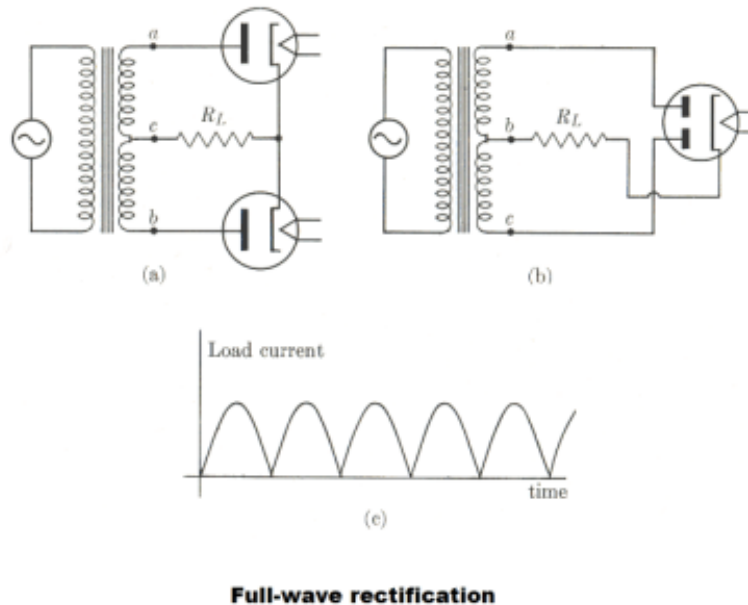 a
R_L
c
b
(a)
a
R_L
b
c
(b)
Load current
time
(c)
Full-wave rectification